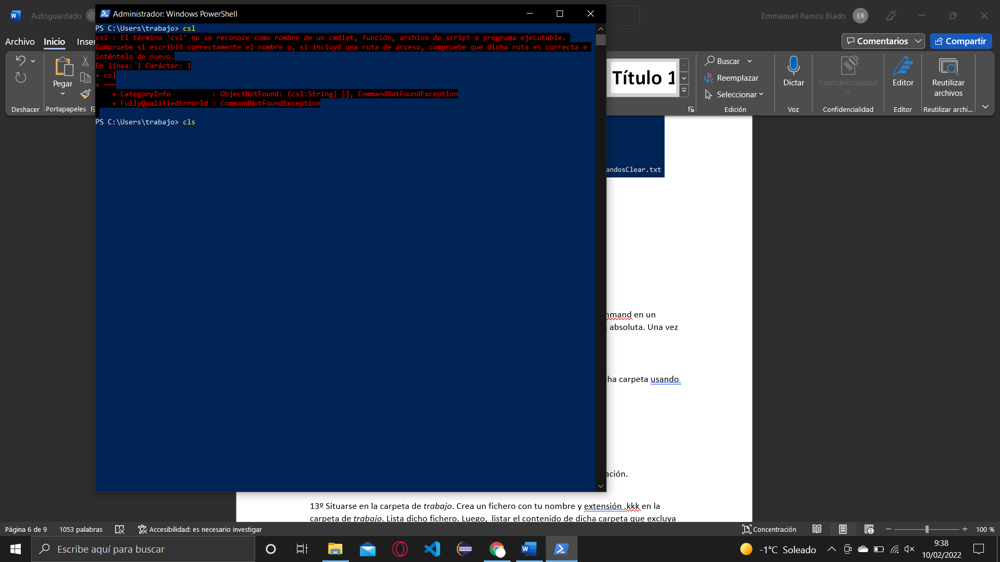 Autoguardado
Administrador: Windows PowerShell
Emmanuel Ramos Biado
ER
Archivo
Inicio
Comentarios
Compartir
PS C:\Users\trabajo> csl
csl : El término 'csl' no se reconoce como nombre de un cmdlet, función, archivo de script o programa ejecutable.
Compruebe si escribió correctamente el nombre o, si incluyó una ruta de acceso, compruebe que dicha ruta es correcta e
inténtelo de nuevo.
En línea: 1 Carácter: 1
+ csl
+ ~~~
+ CategoryInfo          : ObjectNotFound: (csl:String) [], CommandNotFoundException
+ FullyQualifiedErrorId : CommandNotFoundException
PS C:\Users\trabajo> cls
Pegar
Deshacer
Portapapeles
Título 1
Buscar
Reemplazar
Seleccionar
Edición
Dictar
Voz
Confidencialidad
Confidencialidad
Editor
Editor
Reutilizar
archivos
Reutilizar archi...
andosClear.txt
mmand en un
absoluta. Una vez
cha carpeta usando
ación.
13º Situarse en la carpeta de trabajo. Crea un fichero con tu nombre y extensión .kkk en la
carpeta de trabajo. Lista dicho fichero. Luego,  listar el contenido de dicha carpeta que excluya
Página 6 de 9
1053 palabras
Accesibilidad: es necesario investigar
Concentración
100 %
Escribe aquí para buscar
-1°C Soleado
9:38
10/02/2022